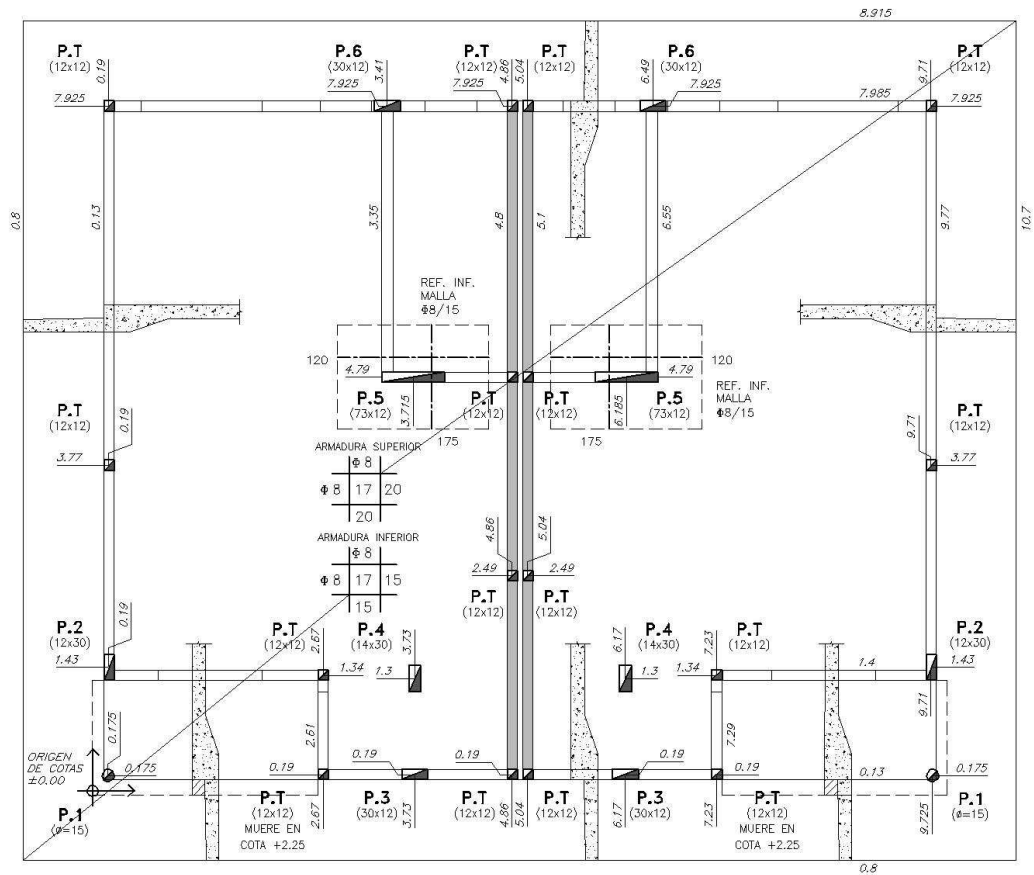 8.915
P.T
(12x12)
0.19
7.925
P.6
(30x12)
3.41
7.925
P.T
(12x12)
4.86
7.925
5.04
P.T
(12x12)
6.49
P.6
(30x12)
7.925
9.71
7.985
P.T
(12x12)
7.925
0.8
0.13
3.35
4.8
5.1
6.55
9.77
10.7
REF. INF.
MALLA
Φ8/15
120
4.79
P.5
(73x12)
3.715
P.T
(12x12)
175
P.T
(12x12)
P.5
(73x12)
6.185
4.79
120
175
REF. INF.
MALLA
Φ8/15
P.T
(12x12)
0.19
3.77
P.T
(12x12)
9.71
3.77
ARMADURA SUPERIOR
Φ 8
Φ 8 17 20
20
ARMADURA INFERIOR
Φ 8
Φ 8 17 15
15
4.86
2.49
5.04
2.49
P.T
(12x12)
P.T
(12x12)
P.2
(12x30)
0.19
1.43
P.T
(12x12)
2.67
1.34
P.4
(14x30)
3.73
1.3
6.17
1.3
P.4
(14x30)
7.23
1.34
P.T
(12x12)
1.4
P.2
(12x30)
1.43
9.71
0.175
2.61
7.29
ORIGEN
DE COTAS
±0.00
0.175
0.19
0.19
0.19
0.19
0.19
0.13
0.175
P.1
(ø=15)
P.T
(12x12)
MUERE EN
COTA +2.25
2.67
P.3
(30x12)
3.73
P.T
(12x12)
4.86
5.04
P.T
(12x12)
6.17
P.3
(30x12)
7.23
P.T
(12x12)
MUERE EN
COTA +2.25
9.725
P.1
(ø=15)
0.8